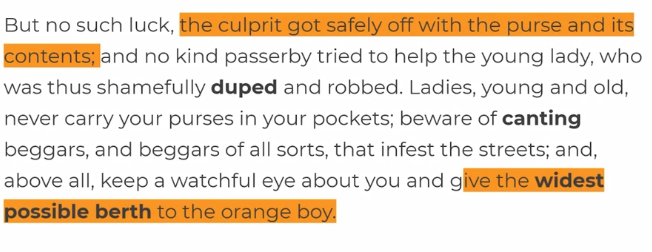 But no such luck, the culprit got safely off with the purse and its
contents; and no kind passerby tried to help the young lady, who
was thus shamefully duped and robbed. Ladies, young and old,
never carry your purses in your pockets; beware of canting
beggars, and beggars of all sorts, that infest the streets; and,
above all, keep a watchful eye about you and give the widest
possible berth to the orange boy.